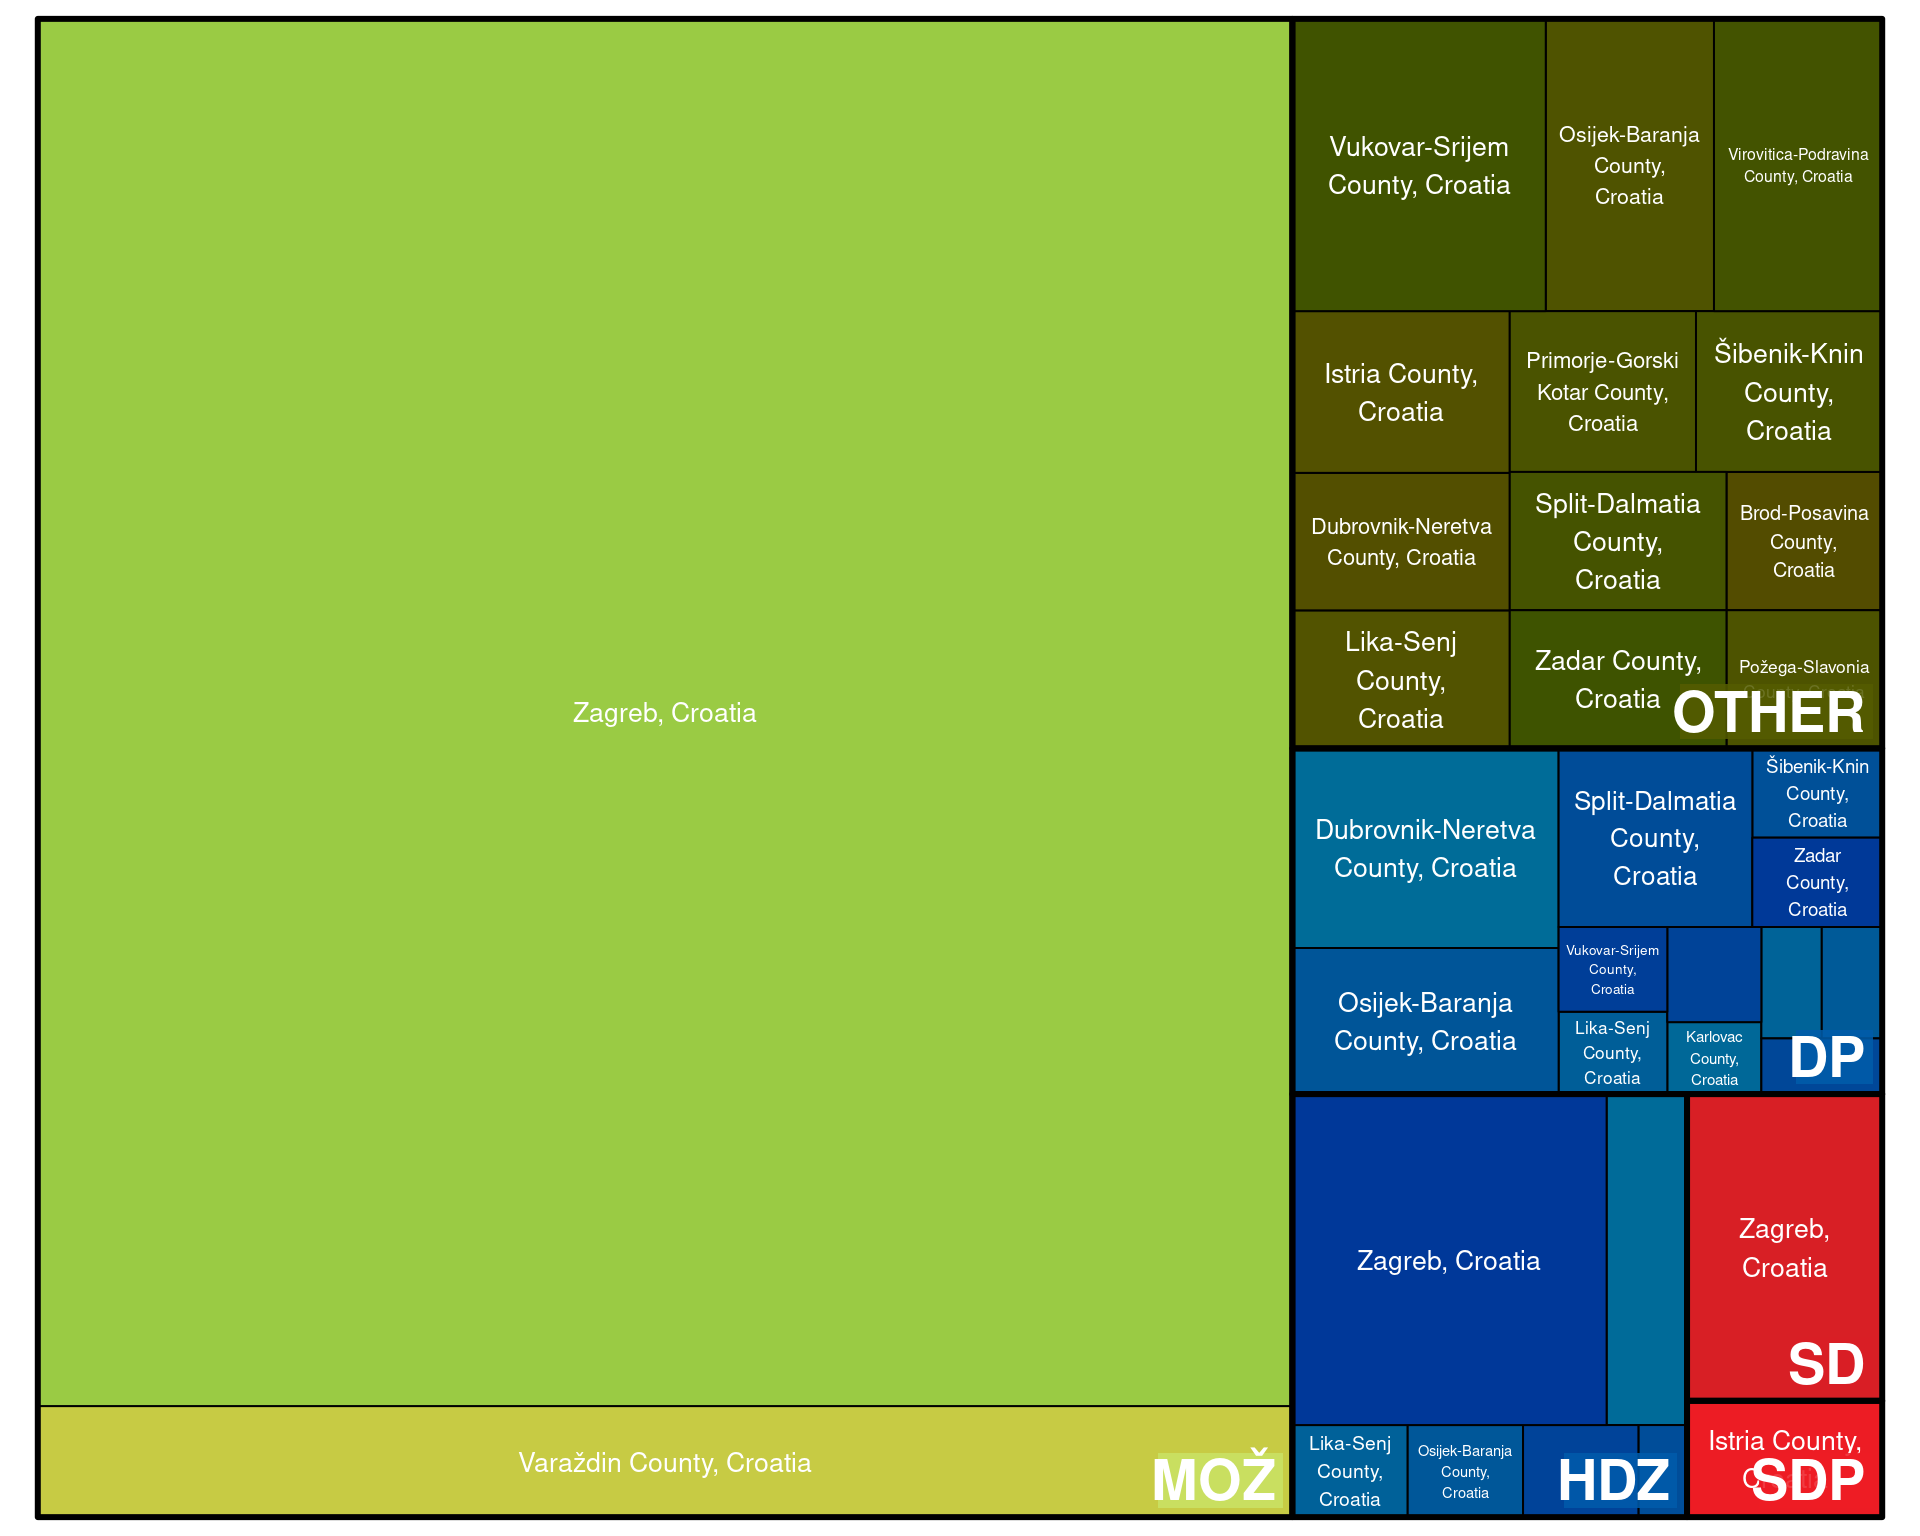 Zagreb, Croatia
Varaždin County, Croatia
MOŽ
Vukovar-Srijem
County, Croatia
Osijek-Baranja
County,
Croatia
Virovitica-Podravina
County, Croatia
Istria County,
Croatia
Primorje-Gorski
Kotar County,
Croatia
Šibenik-Knin
County,
Croatia
Dubrovnik-Neretva
County, Croatia
Split-Dalmatia
County,
Croatia
Brod-Posavina
County,
Croatia
Lika-Senj
County,
Croatia
Zadar County,
Croatia
Požega-Slavonia
OTHER
Dubrovnik-Neretva
County, Croatia
Osijek-Baranja
County, Croatia
Split-Dalmatia
County,
Croatia
Šibenik-Knin
County,
Croatia
Zadar
County,
Croatia
Vukovar-Srijem
County,
Croatia
Lika-Senj
County,
Croatia
Karlovac
County,
Croatia
DP
Zagreb, Croatia
Lika-Senj
County,
Croatia
Osijek-Baranja
County,
Croatia
HDZ
Zagreb,
Croatia
SD
Istria County,
SDP